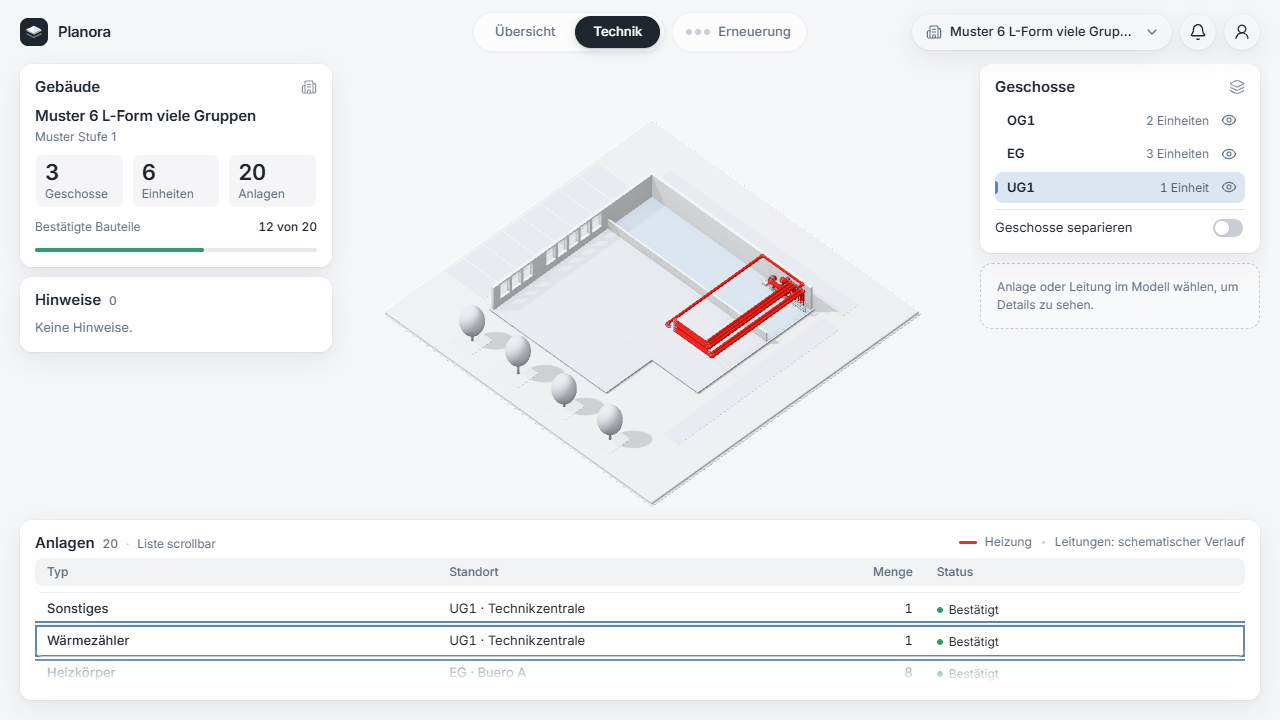 Planora
Übersicht
Technik
Erneuerung
Muster 6 L-Form viele Grup...
Gebäude
Muster 6 L-Form viele Gruppen
Muster Stufe 1
3 6 20
Geschosse Einheiten Anlagen
Bestätigte Bauteile 12 von 20
Hinweise 0
Keine Hinweise.
Geschosse
OG1 2 Einheiten
EG 3 Einheiten
UG1 1 Einheit
Geschosse separieren
Anlage oder Leitung im Modell wählen, um
Details zu sehen.
Anlagen 20 · Liste scrollbar
Heizung · Leitungen: schematischer Verlauf
Typ Standort Menge Status
Sonstiges UG1 · Technikzentrale 1 Bestätigt
Wärmezähler UG1 · Technikzentrale 1 Bestätigt
Heizkörper EG · Buero A 8 Bestätigt